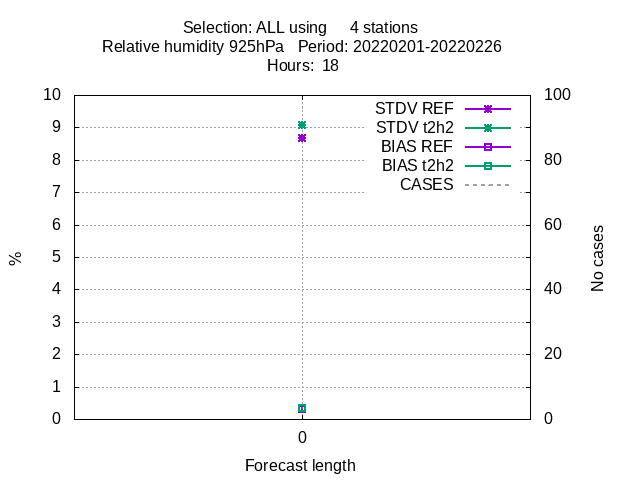 Selection: ALL using     4 stations
Relative humidity 925hPa   Period: 20220201-20220226
Hours:  18
10
9
8
7
6
5
4
3
2
1
0
%
100
80
60
40
20
0
No cases
STDV REF
STDV t2h2
BIAS REF
BIAS t2h2
CASES
0
Forecast length